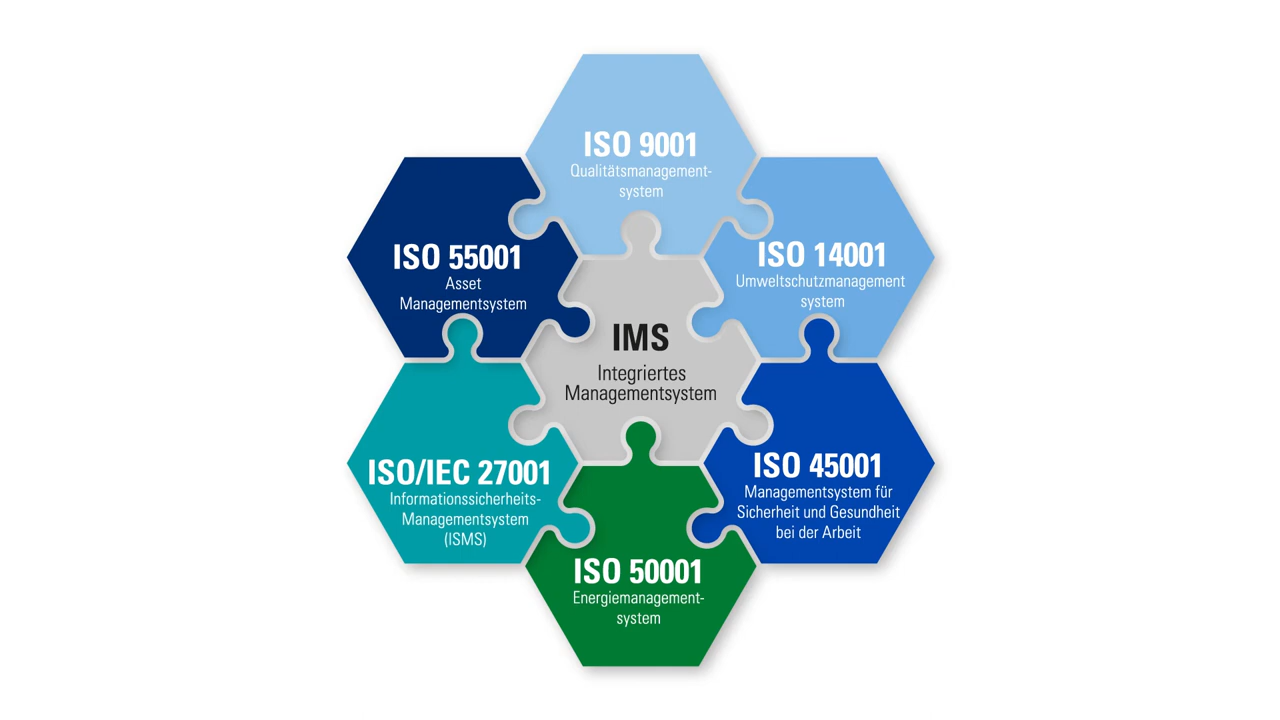 ISO 9001
Qualitätsmanagement-
system
ISO 55001
Asset
Managementsystem
ISO 14001
Umweltschutzmanagement
system
IMS
Integriertes
Managementsystem
ISO/IEC 27001
Informationssicherheits-
Managementsystem
(ISMS)
ISO 45001
Managementsystem für
Sicherheit und Gesundheit
bei der Arbeit
ISO 50001
Energiemanagement-
system